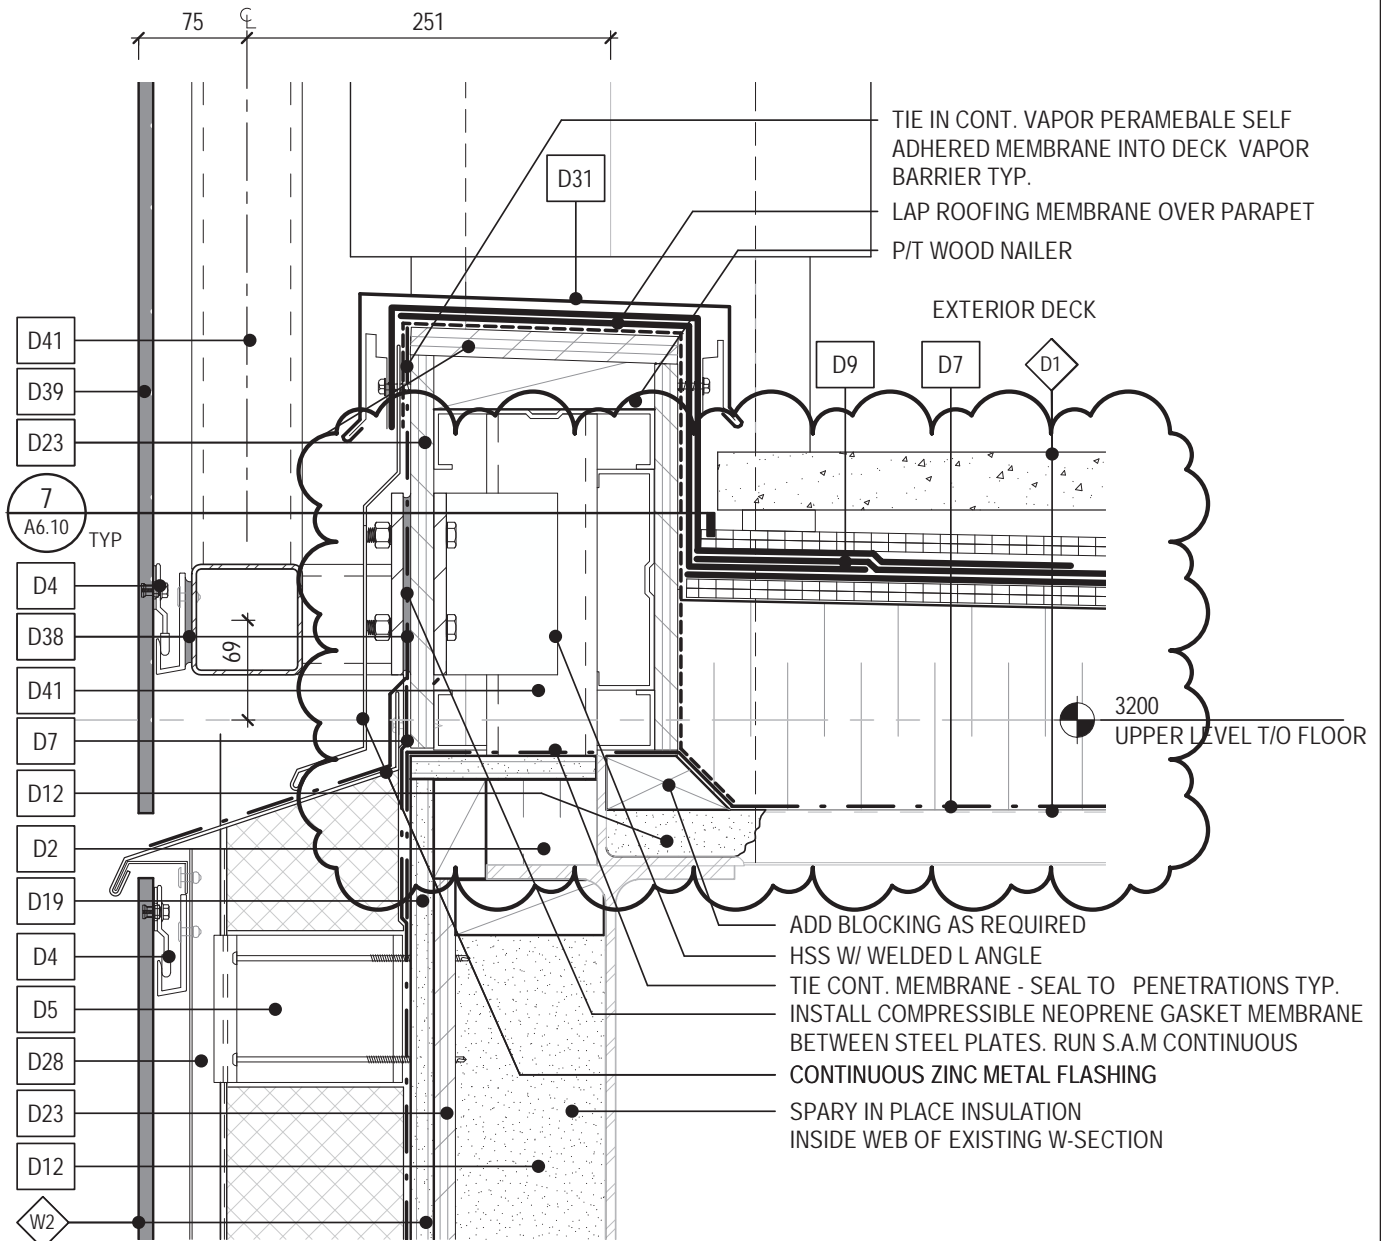 75
℄
251
TIE IN CONT. VAPOR PERAMEBALE SELF
ADHERED MEMBRANE INTO DECK VAPOR
BARRIER TYP.
D31
LAP ROOFING MEMBRANE OVER PARAPET
P/T WOOD NAILER
EXTERIOR DECK
D41
D39
D23
D9
D7
D1
7
A6.10
TYP
D4
D38
69
D41
D7
3200
UPPER LEVEL T/O FLOOR
D12
D2
D19
D4
D5
D28
D23
D12
W2
ADD BLOCKING AS REQUIRED
HSS W/ WELDED L ANGLE
TIE CONT. MEMBRANE - SEAL TO PENETRATIONS TYP.
INSTALL COMPRESSIBLE NEOPRENE GASKET MEMBRANE
BETWEEN STEEL PLATES. RUN S.A.M CONTINUOUS
CONTINUOUS ZINC METAL FLASHING
SPARY IN PLACE INSULATION
INSIDE WEB OF EXISTING W-SECTION